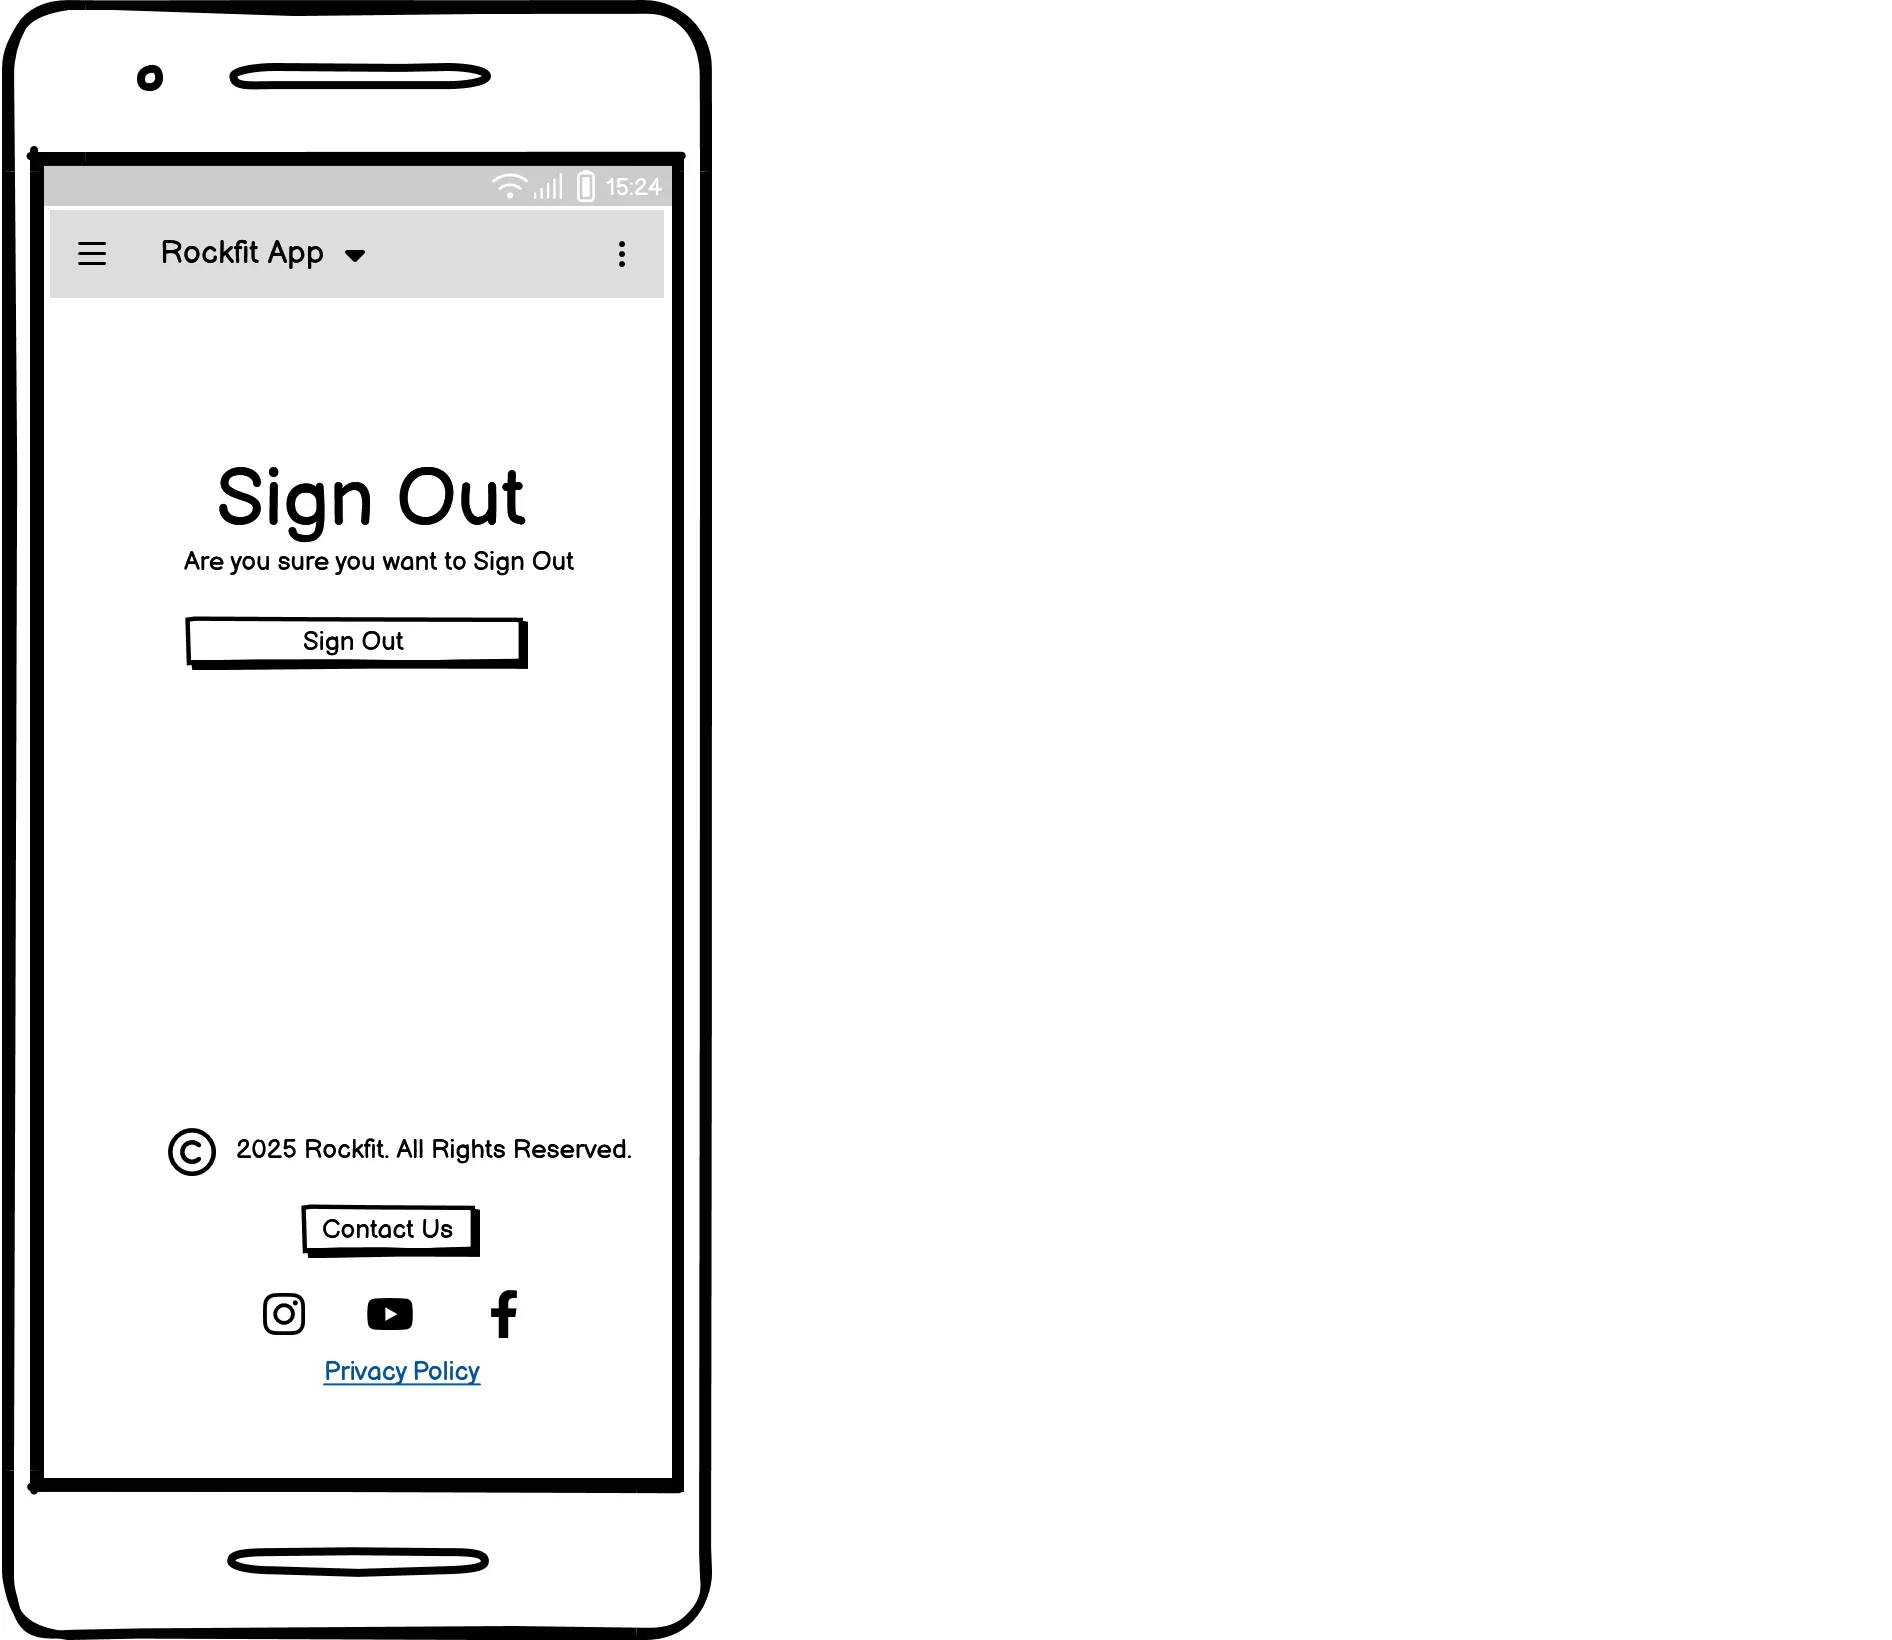 15:24
Rockfit App
Sign Out
Are you sure you want to Sign Out
Sign Out
© 2025 Rockfit. All Rights Reserved.
Contact Us
Privacy Policy